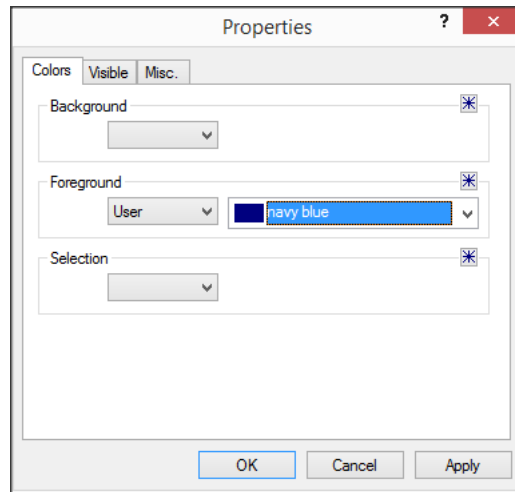 Properties
?
Colors Visible Misc.
Background
Foreground
User navy blue
Selection
OK Cancel Apply